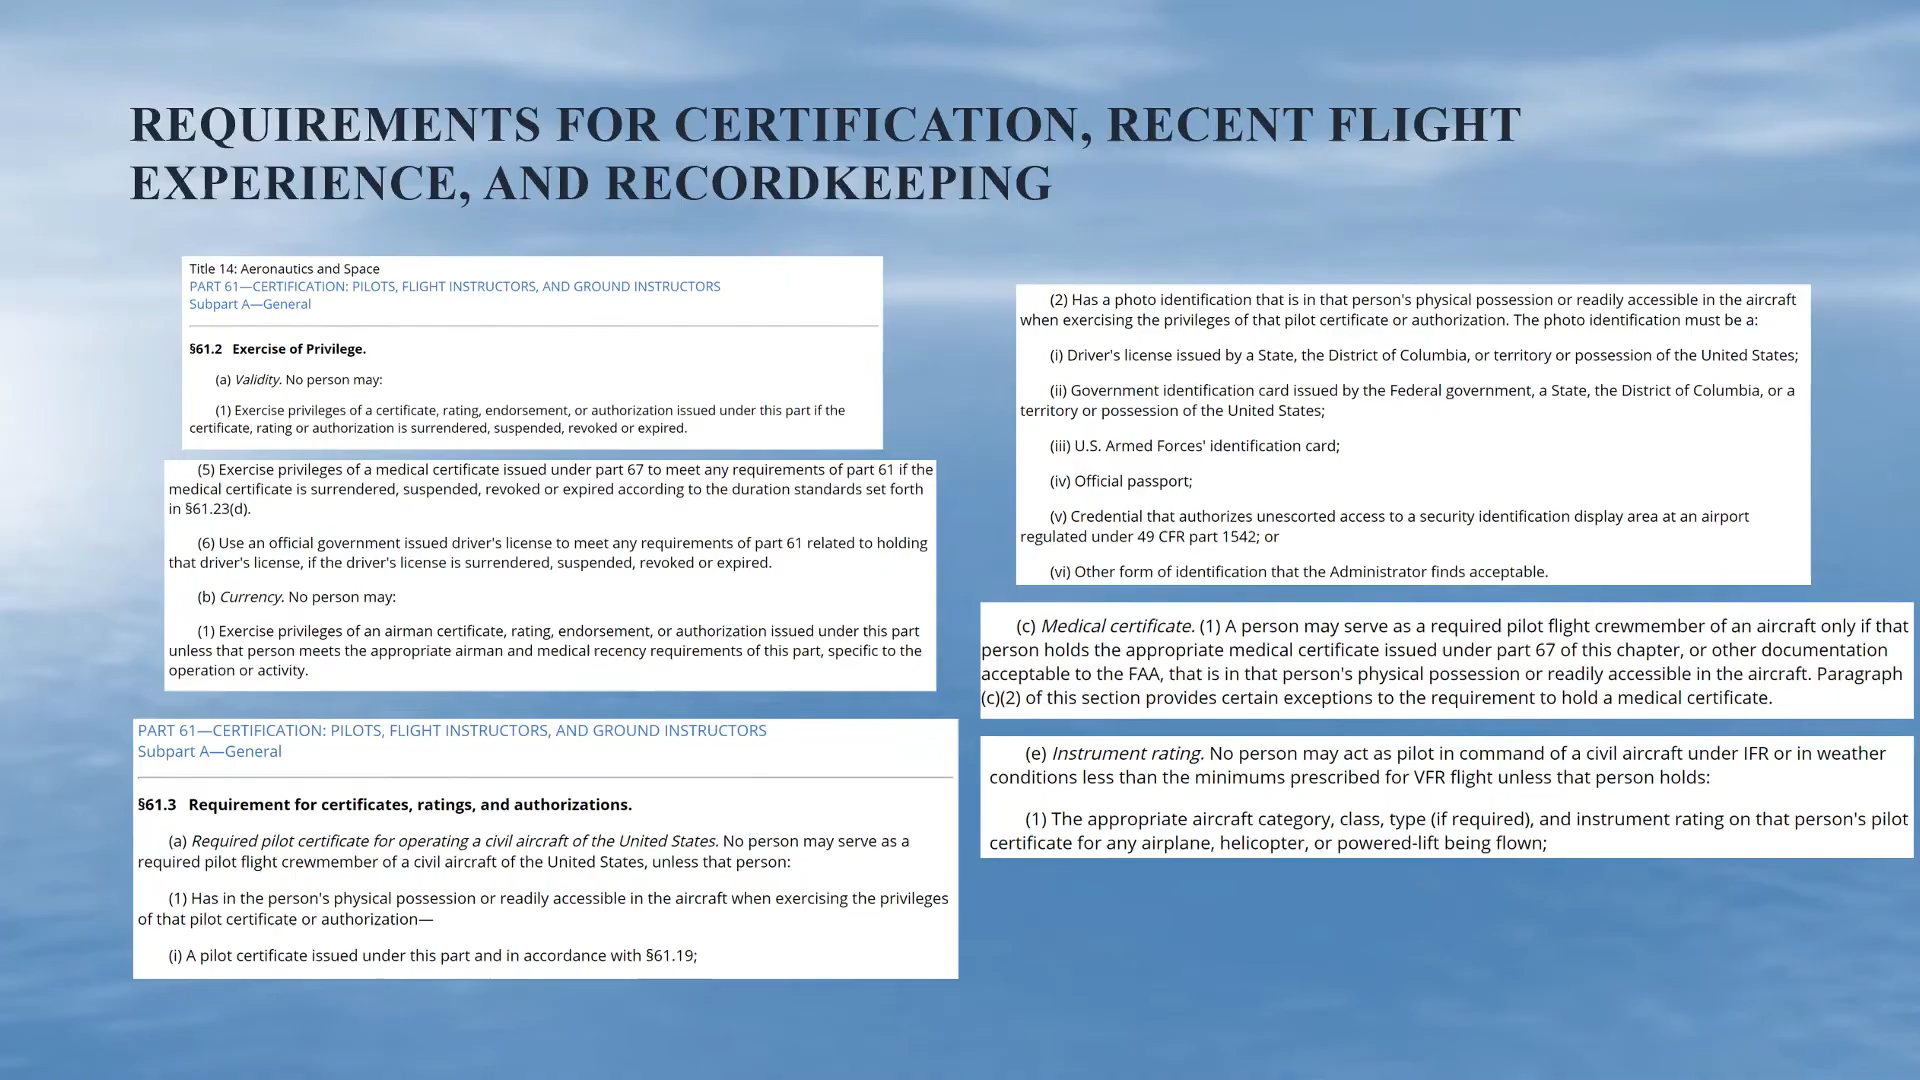 REQUIREMENTS FOR CERTIFICATION, RECENT FLIGHT
EXPERIENCE, AND RECORDKEEPING
Title 14: Aeronautics and Space
PART 61—CERTIFICATION: PILOTS, FLIGHT INSTRUCTORS, AND GROUND INSTRUCTORS
Subpart A—General
§61.2 Exercise of Privilege.
(a) Validity. No person may:
(1) Exercise privileges of a certificate, rating, endorsement, or authorization issued under this part if the
certificate, rating or authorization is surrendered, suspended, revoked or expired.
(5) Exercise privileges of a medical certificate issued under part 67 to meet any requirements of part 61 if the
medical certificate is surrendered, suspended, revoked or expired according to the duration standards set forth
in §61.23(d).
(6) Use an official government issued driver's license to meet any requirements of part 61 related to holding
that driver's license, if the driver's license is surrendered, suspended, revoked or expired.
(b) Currency. No person may:
(1) Exercise privileges of an airman certificate, rating, endorsement, or authorization issued under this part
unless that person meets the appropriate airman and medical recency requirements of this part, specific to the
operation or activity.
PART 61—CERTIFICATION: PILOTS, FLIGHT INSTRUCTORS, AND GROUND INSTRUCTORS
Subpart A—General
§61.3 Requirement for certificates, ratings, and authorizations.
(a) Required pilot certificate for operating a civil aircraft of the United States. No person may serve as a
required pilot flight crewmember of a civil aircraft of the United States, unless that person:
(1) Has in the person's physical possession or readily accessible in the aircraft when exercising the privileges
of that pilot certificate or authorization—
(i) A pilot certificate issued under this part and in accordance with §61.19;
(2) Has a photo identification that is in that person's physical possession or readily accessible in the aircraft
when exercising the privileges of that pilot certificate or authorization. The photo identification must be a:
(i) Driver's license issued by a State, the District of Columbia, or territory or possession of the United States;
(ii) Government identification card issued by the Federal government, a State, the District of Columbia, or a
territory or possession of the United States;
(iii) U.S. Armed Forces' identification card;
(iv) Official passport;
(v) Credential that authorizes unescorted access to a security identification display area at an airport
regulated under 49 CFR part 1542; or
(vi) Other form of identification that the Administrator finds acceptable.
(c) Medical certificate. (1) A person may serve as a required pilot flight crewmember of an aircraft only if that
person holds the appropriate medical certificate issued under part 67 of this chapter, or other documentation
acceptable to the FAA, that is in that person's physical possession or readily accessible in the aircraft. Paragraph
(c)(2) of this section provides certain exceptions to the requirement to hold a medical certificate.
(e) Instrument rating. No person may act as pilot in command of a civil aircraft under IFR or in weather
conditions less than the minimums prescribed for VFR flight unless that person holds:
(1) The appropriate aircraft category, class, type (if required), and instrument rating on that person's pilot
certificate for any airplane, helicopter, or powered-lift being flown;